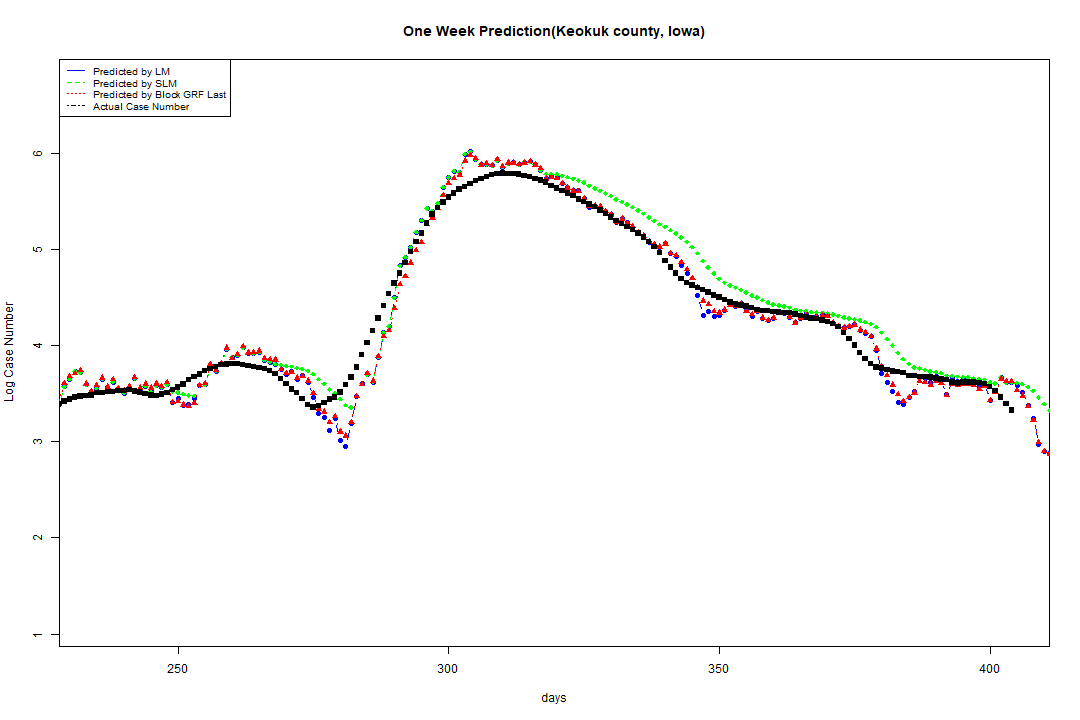 One Week Prediction(Keokuk county, Iowa)
Predicted by LM
Predicted by SLM
Predicted by Block GRF Last
Actual Case Number
6
5
4
3
2
1
Log Case Number
250 300 350 400
days